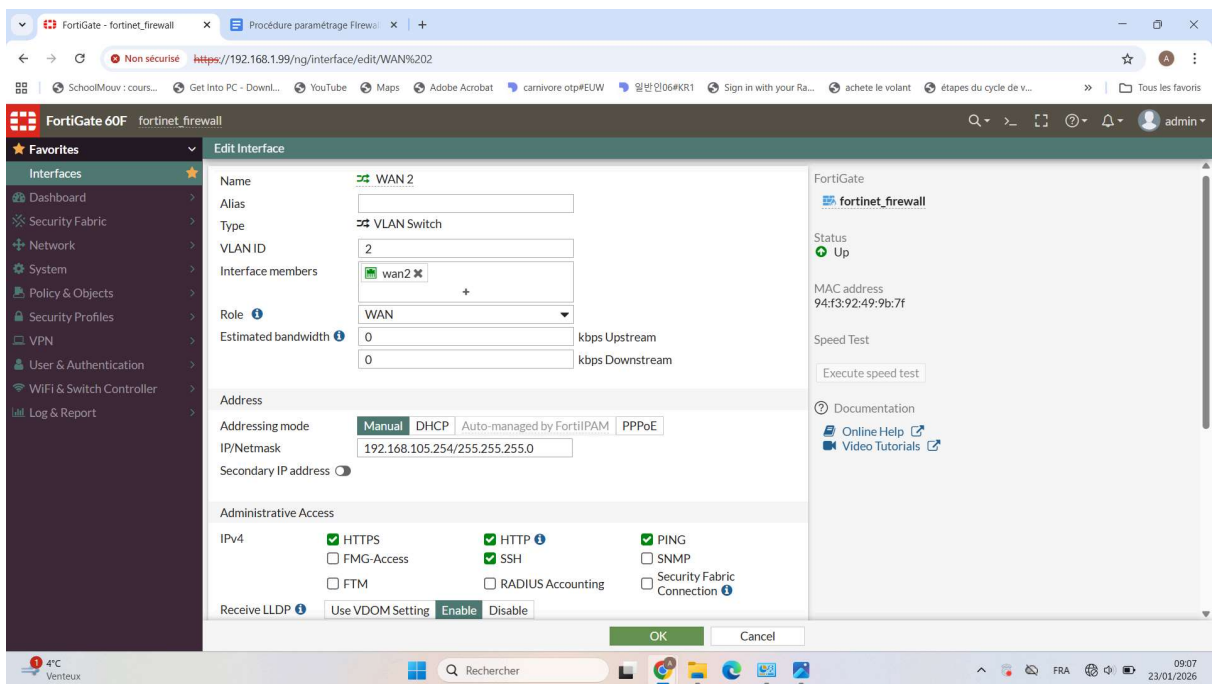 FortiGate - fortinet_firewall
Procédure paramétrage FIrewal
Non sécurisé https://192.168.1.99/ng/interface/edit/WAN%202
SchoolMouv : cours... Get Into PC - Downl... YouTube Maps Adobe Acrobat carnivore otp#EUW 일반인06#KR1 Sign in with your Ra... achete le volant étapes du cycle de v... » Tous les favoris
FortiGate 60F fortinet_firewall admin
Favorites
Interfaces
Dashboard
Security Fabric
Network
System
Policy & Objects
Security Profiles
VPN
User & Authentication
WiFi & Switch Controller
Log & Report
Edit Interface
Name WAN 2
Alias
Type VLAN Switch
VLAN ID 2
Interface members wan2
+
Role WAN
Estimated bandwidth 0 kbps Upstream
0 kbps Downstream
Address
Addressing mode Manual DHCP Auto-managed by FortiIPAM PPPoE
IP/Netmask 192.168.105.254/255.255.255.0
Secondary IP address
Administrative Access
IPv4 HTTPS HTTP PING
FMG-Access SSH SNMP
FTM RADIUS Accounting Security Fabric
Connection
Receive LLDP Use VDOM Setting Enable Disable
OK Cancel
FortiGate
fortinet_firewall
Status
Up
MAC address
94:f3:92:49:9b:7f
Speed Test
Execute speed test
Documentation
Online Help
Video Tutorials
1 4°C
Venteux
Rechercher
FRA
09:07
23/01/2026